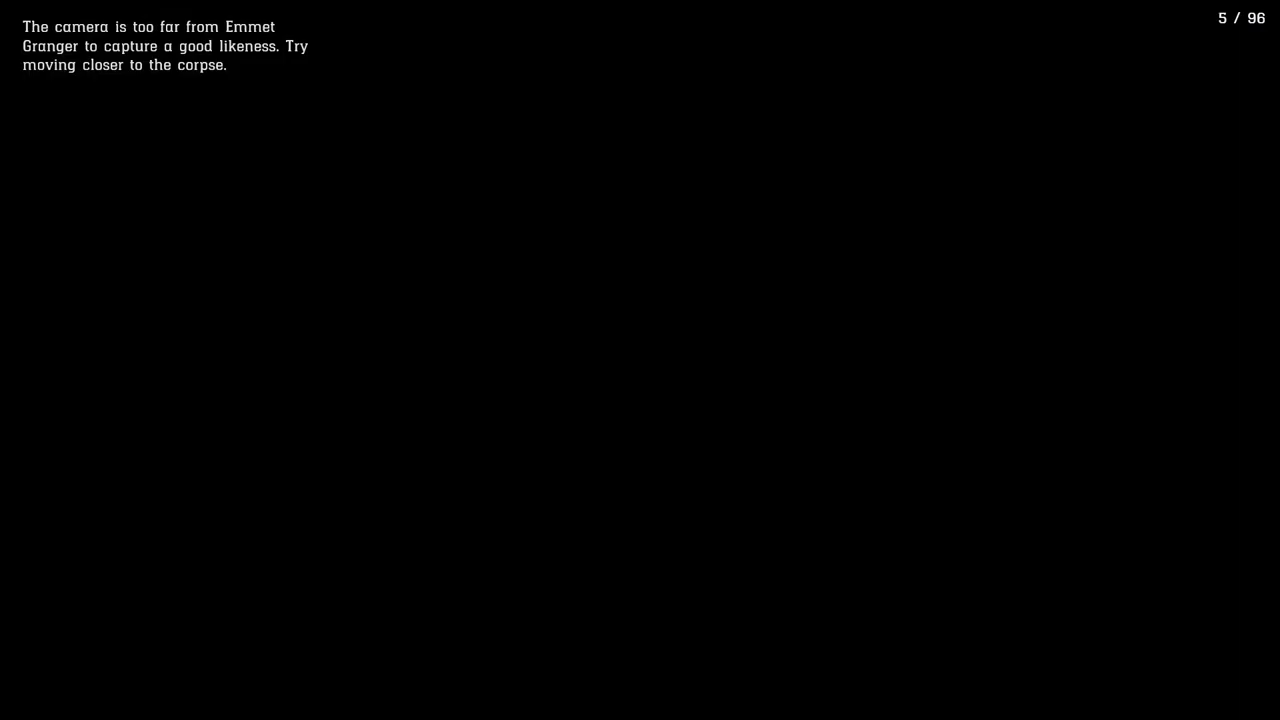 The camera is too far from Emmet
Granger to capture a good likeness. Try
moving closer to the corpse.
5 / 96